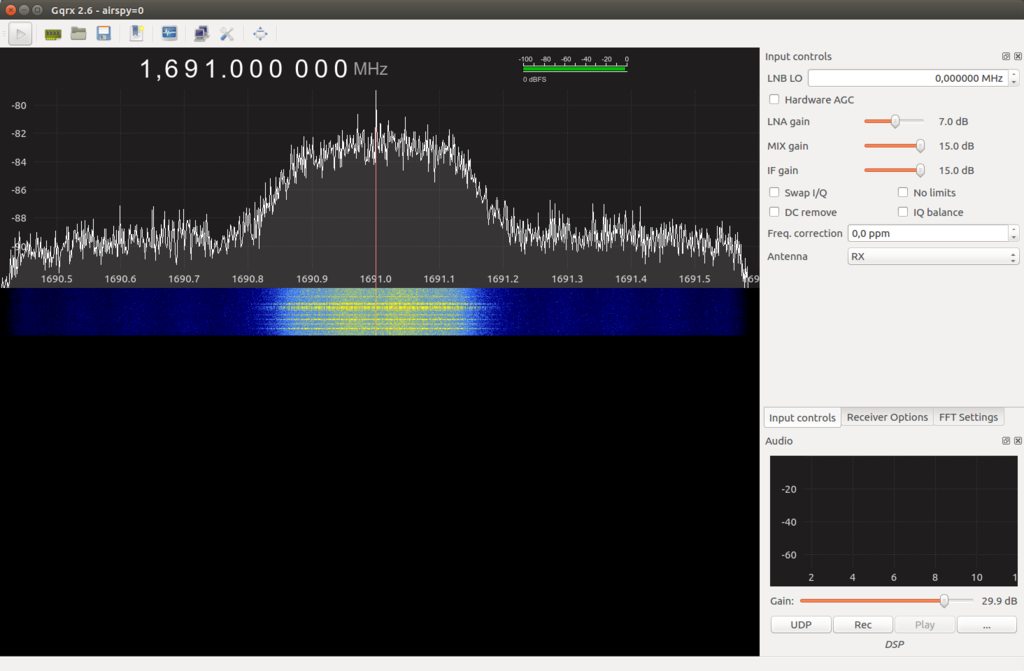 Gqrx 2.6 - airspy=0
1,691.000 000 MHz
-100 -80 -60 -40 -20 0
0 dBFS
-80
-82
-84
-86
-88
-90
1690.5 1690.6 1690.7 1690.8 1690.9 1691.0 1691.1 1691.2 1691.3 1691.4 1691.5 169
Input controls
LNB LO 0,000000 MHz
Hardware AGC
LNA gain 7.0 dB
MIX gain 15.0 dB
IF gain 15.0 dB
Swap I/Q No limits
DC remove IQ balance
Freq. correction 0,0 ppm
Antenna RX
Input controls Receiver Options FFT Settings
Audio
-20
-40
-60
2 4 6 8 10 1
Gain: 29.9 dB
UDP Rec Play ...
DSP